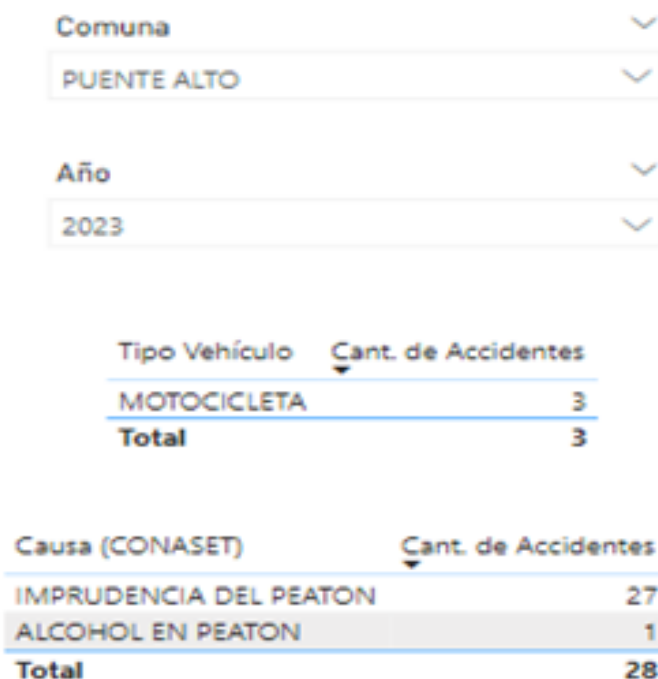 Comuna
PUENTE ALTO
Año
2023
Tipo Vehículo Cant. de Accidentes
MOTOCICLETA 3
Total 3
Causa (CONASET) Cant. de Accidentes
IMPRUDENCIA DEL PEATON 27
ALCOHOL EN PEATON 1
Total 28